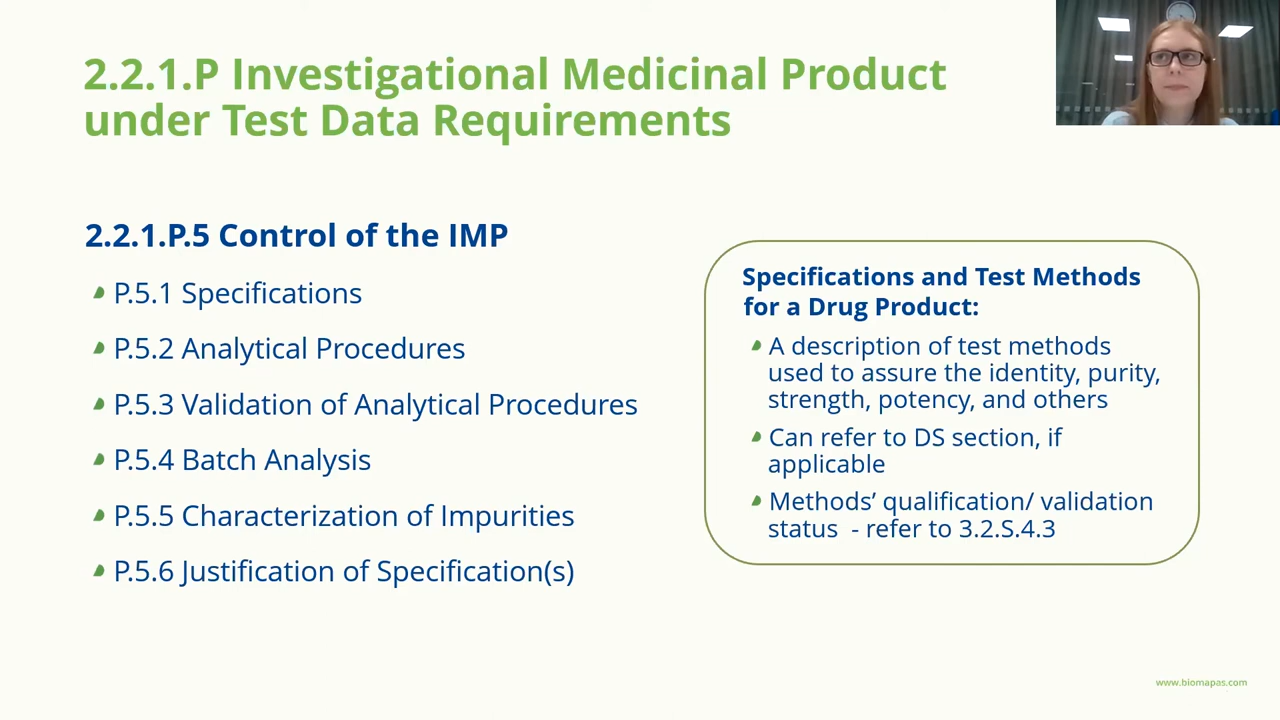 2.2.1.P Investigational Medicinal Product
under Test Data Requirements
2.2.1.P.5 Control of the IMP
P.5.1 Specifications
P.5.2 Analytical Procedures
P.5.3 Validation of Analytical Procedures
P.5.4 Batch Analysis
P.5.5 Characterization of Impurities
P.5.6 Justification of Specification(s)
Specifications and Test Methods
for a Drug Product:
A description of test methods
used to assure the identity, purity,
strength, potency, and others
Can refer to DS section, if
applicable
Methods’ qualification/ validation
status - refer to 3.2.S.4.3
www.biomapas.com